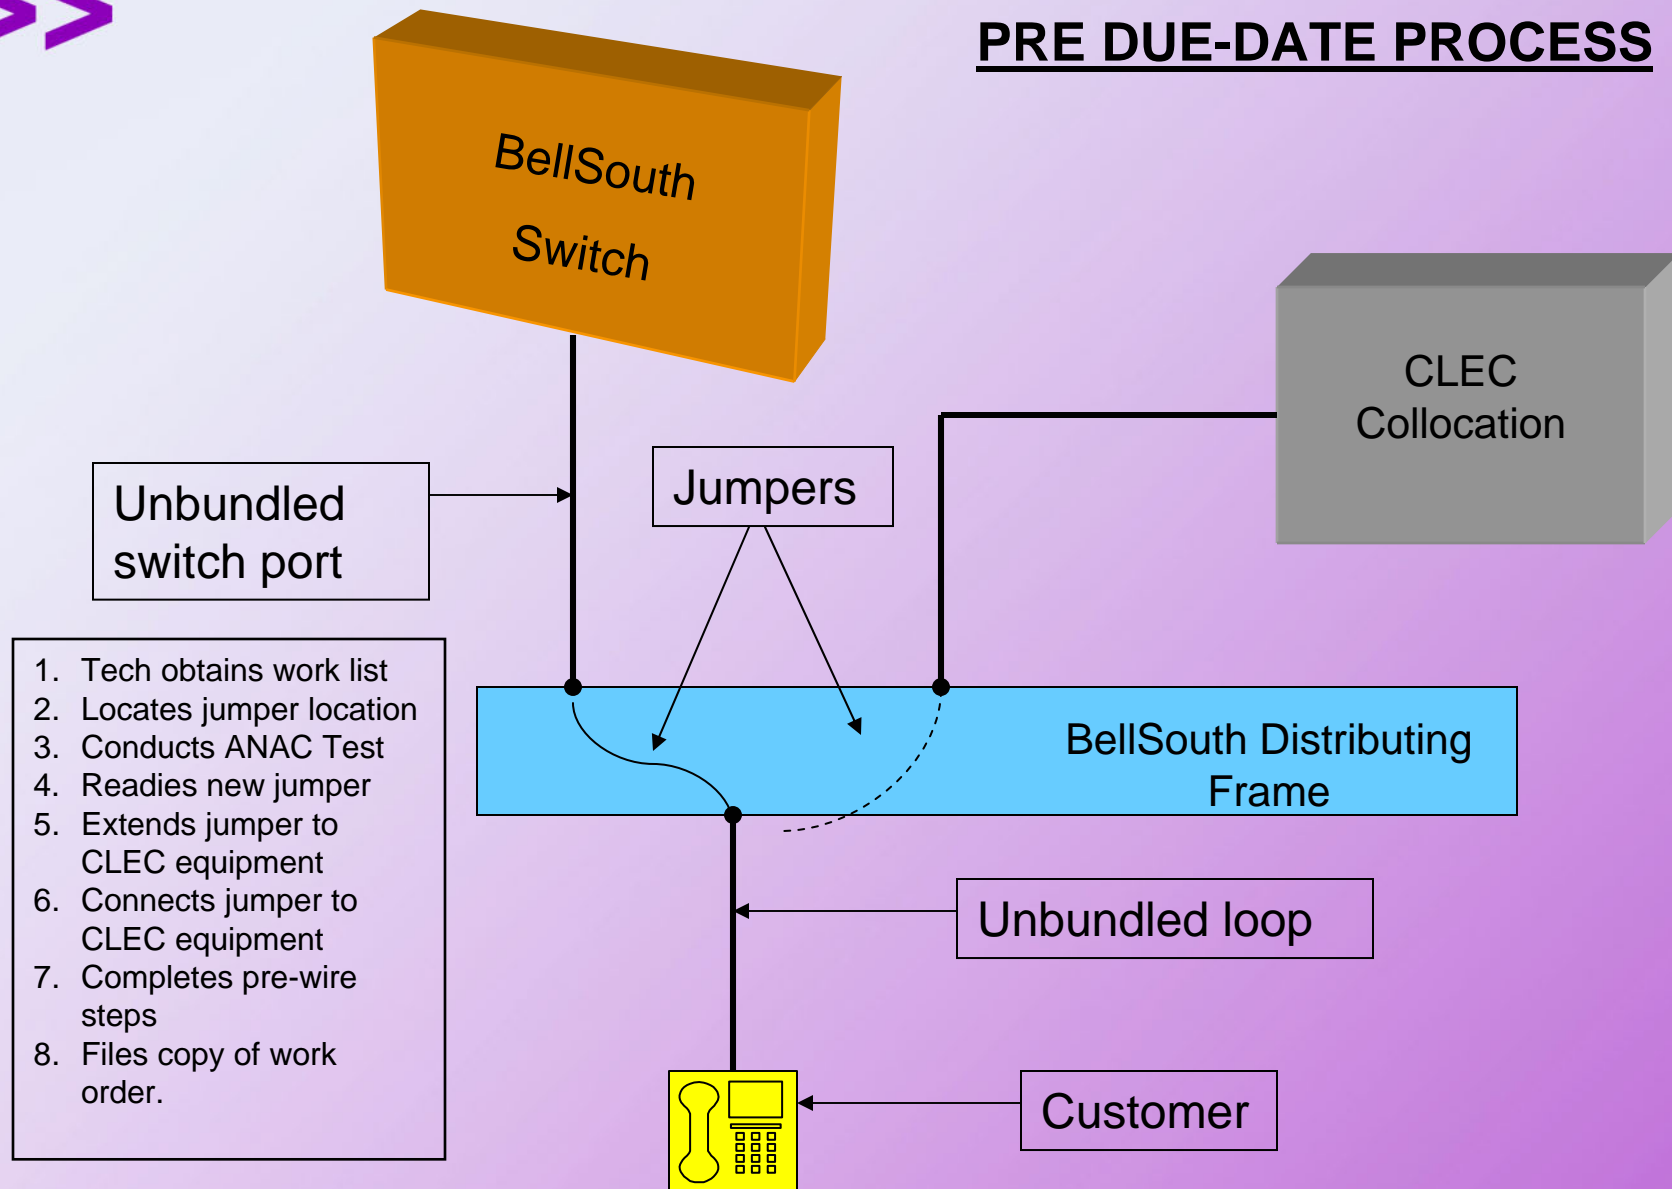 PRE DUE-DATE PROCESS
BellSouth
Switch
CLEC
Collocation
Unbundled
switch port
Jumpers
1. Tech obtains work list
2. Locates jumper location
3. Conducts ANAC Test
4. Readies new jumper
5. Extends jumper to
CLEC equipment
6. Connects jumper to
CLEC equipment
7. Completes pre-wire
steps
8. Files copy of work
order.
BellSouth Distributing
Frame
Unbundled loop
Customer